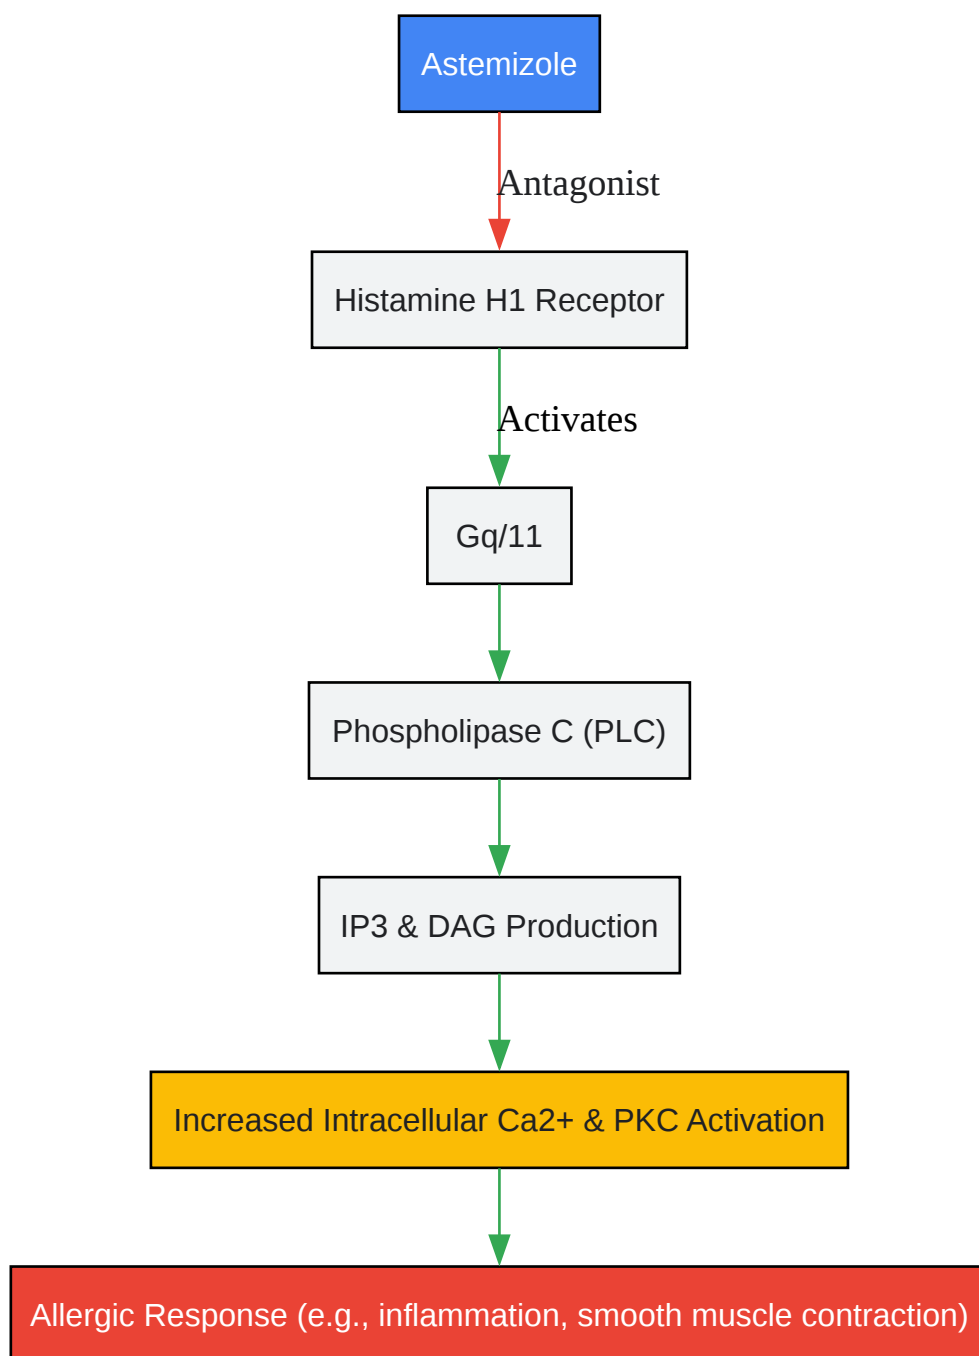 Astemizole
Antagonist
Histamine H1 Receptor
Activates
Gq/11
Phospholipase C (PLC)
IP3 & DAG Production
Increased Intracellular Ca2+ & PKC Activation
Allergic Response (e.g., inflammation, smooth muscle contraction)